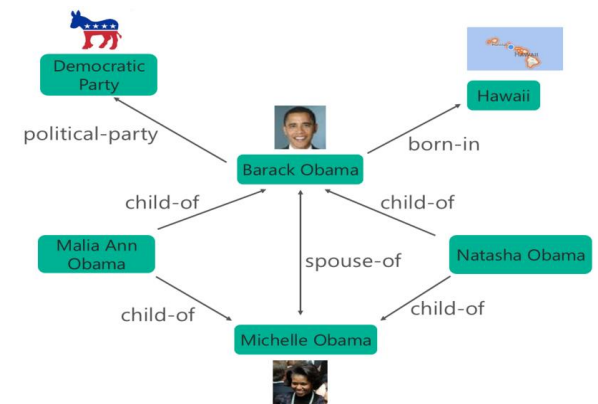 Democratic
Party
Hawaii
Hawaii
political-party
born-in
Barack Obama
child-of
child-of
Malia Ann
Obama
spouse-of
Natasha Obama
child-of
child-of
Michelle Obama